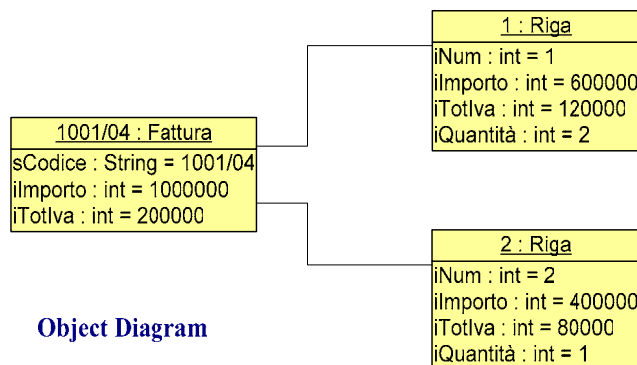 1 : Riga
iNum : int = 1
iImporto : int = 600000
iTotIva : int = 120000
iQuantità : int = 2
1001/04 : Fattura
sCodice : String = 1001/04
iImporto : int = 1000000
iTotIva : int = 200000
2 : Riga
iNum : int = 2
iImporto : int = 400000
iTotIva : int = 80000
iQuantità : int = 1
Object Diagram